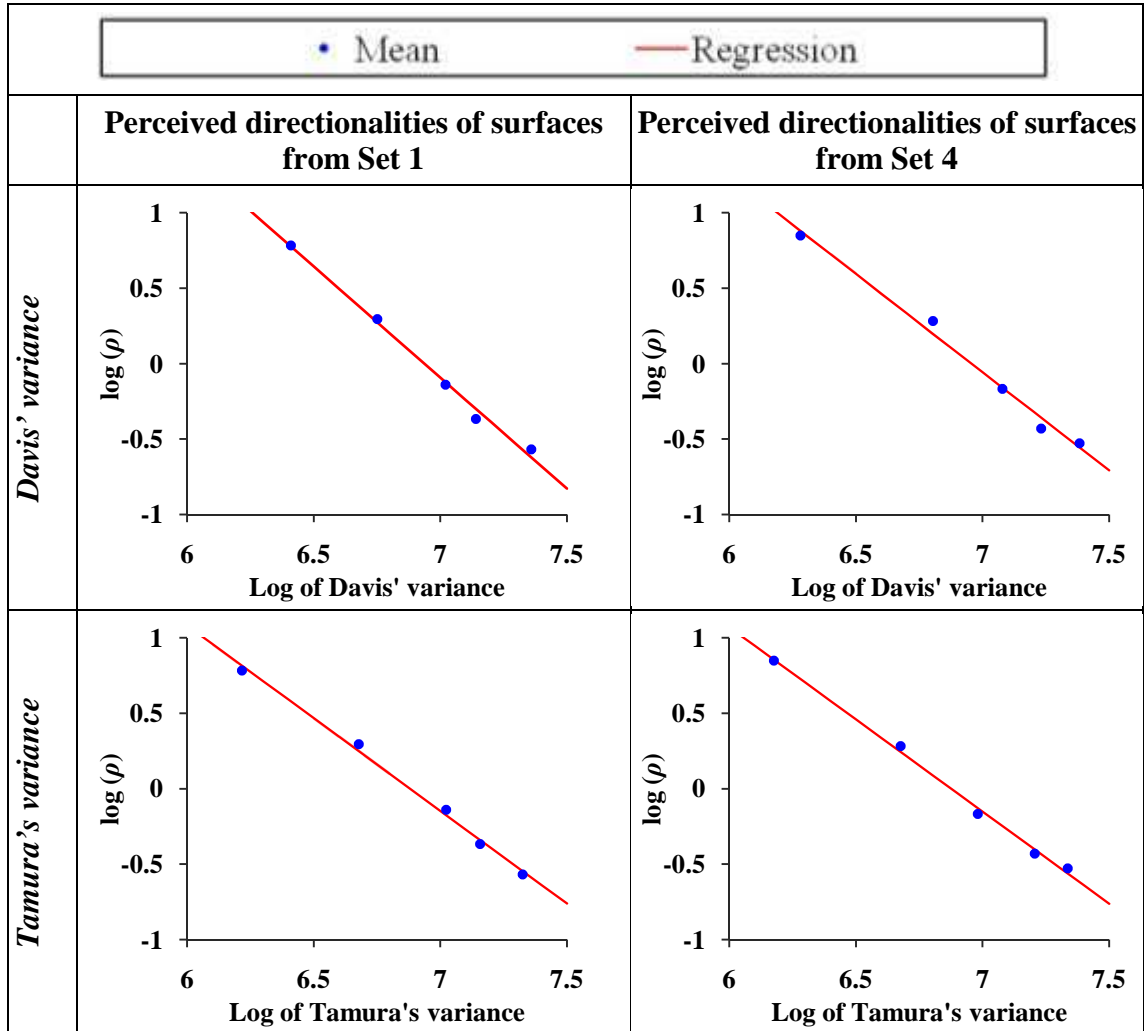 Mean Regression
Perceived directionalities of surfaces
from Set 1
Perceived directionalities of surfaces
from Set 4
Davis' variance
1
0.5
0
-0.5
-1
log (ρ)
6 6.5 7 7.5
Log of Davis' variance
1
0.5
0
-0.5
-1
log (ρ)
6 6.5 7 7.5
Log of Davis' variance
Tamura's variance
1
0.5
0
-0.5
-1
log (ρ)
6 6.5 7 7.5
Log of Tamura's variance
1
0.5
0
-0.5
-1
log (ρ)
6 6.5 7 7.5
Log of Tamura's variance